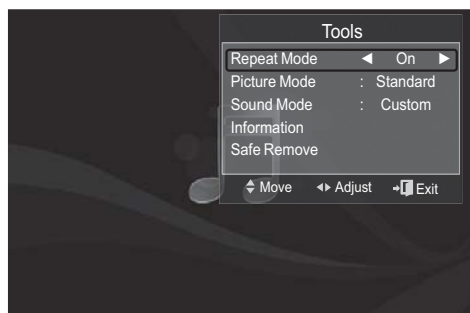 Tools
Repeat Mode ◀ On ▶
Picture Mode : Standard
Sound Mode : Custom
Information
Safe Remove
Move Adjust Exit